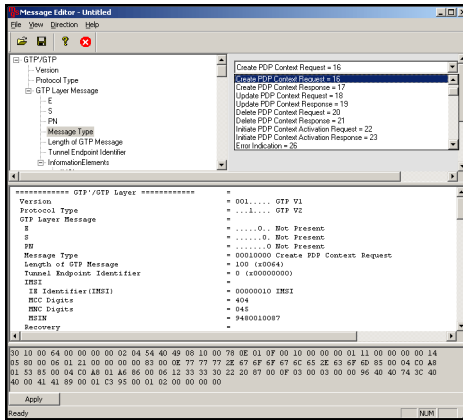 Message Editor - Untitled
File View Direction Help
GTP'/GTP
Version
Protocol Type
GTP Layer Message
E
S
PN
Message Type
Length of GTP Message
Tunnel Endpoint Identifier
InformationElements
Create PDP Context Request = 16
Create PDP Context Request = 16
Create PDP Context Response = 17
Update PDP Context Request = 18
Update PDP Context Response = 19
Delete PDP Context Request = 20
Delete PDP Context Response = 21
Initiate PDP Context Activation Request = 22
Initiate PDP Context Activation Response = 23
Error Indication = 26
============ GTP'/GTP Layer ============ =
Version = 001..... GTP V1
Protocol Type = ...1.... GTP V2
GTP Layer Message =
E = .....0.. Not Present
S = ......0. Not Present
PN = .......0 Not Present
Message Type = 00010000 Create PDP Context Request
Length of GTP Message = 100 (x0064)
Tunnel Endpoint Identifier = 0 (x00000000)
IMSI =
IE Identifier(IMSI) = 00000010 IMSI
MCC Digits = 404
MNC Digits = 045
MSIN = 9480010087
Recovery =
30 10 00 64 00 00 00 00 02 04 54 40 49 08 10 00 78 0E 01 0F 00 10 00 00 00 01 11 00 00 00 00 14
05 80 00 06 01 21 00 00 00 00 83 00 0E 77 77 77 2E 67 6F 6F 67 6C 65 2E 63 6F 6D 85 00 04 C0 A8
01 53 85 00 04 C0 A8 01 A6 86 00 06 12 33 33 30 22 20 87 00 0F 03 00 03 00 00 96 40 40 74 3C 40
40 00 41 41 89 00 01 C3 95 00 01 02 00 00 00 00
Apply
Ready NUM